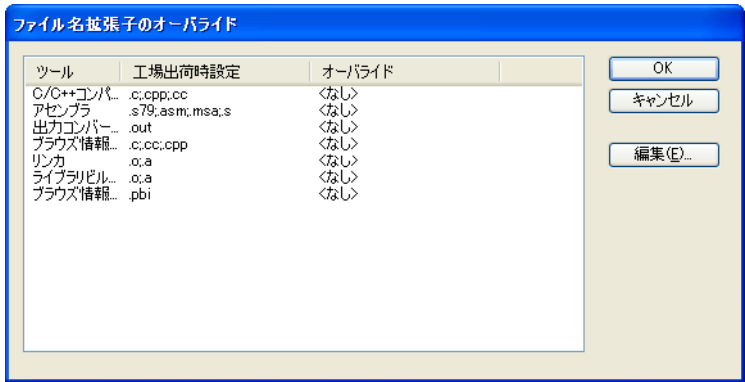 ファイル名拡張子のオーバライド
ツール 工場出荷時設定 オーバライド
C/C++コンパ... .c;.cpp;.cc <なし>
アセンブラ .s79;.asm;.msa;.s <なし>
出力コンバー... .out <なし>
ブラウズ情報... .c;.cc;.cpp <なし>
リンカ .o;.a <なし>
ライブラリビル... .o;.a <なし>
ブラウズ情報... .pbi <なし>
OK
キャンセル
編集(E)...